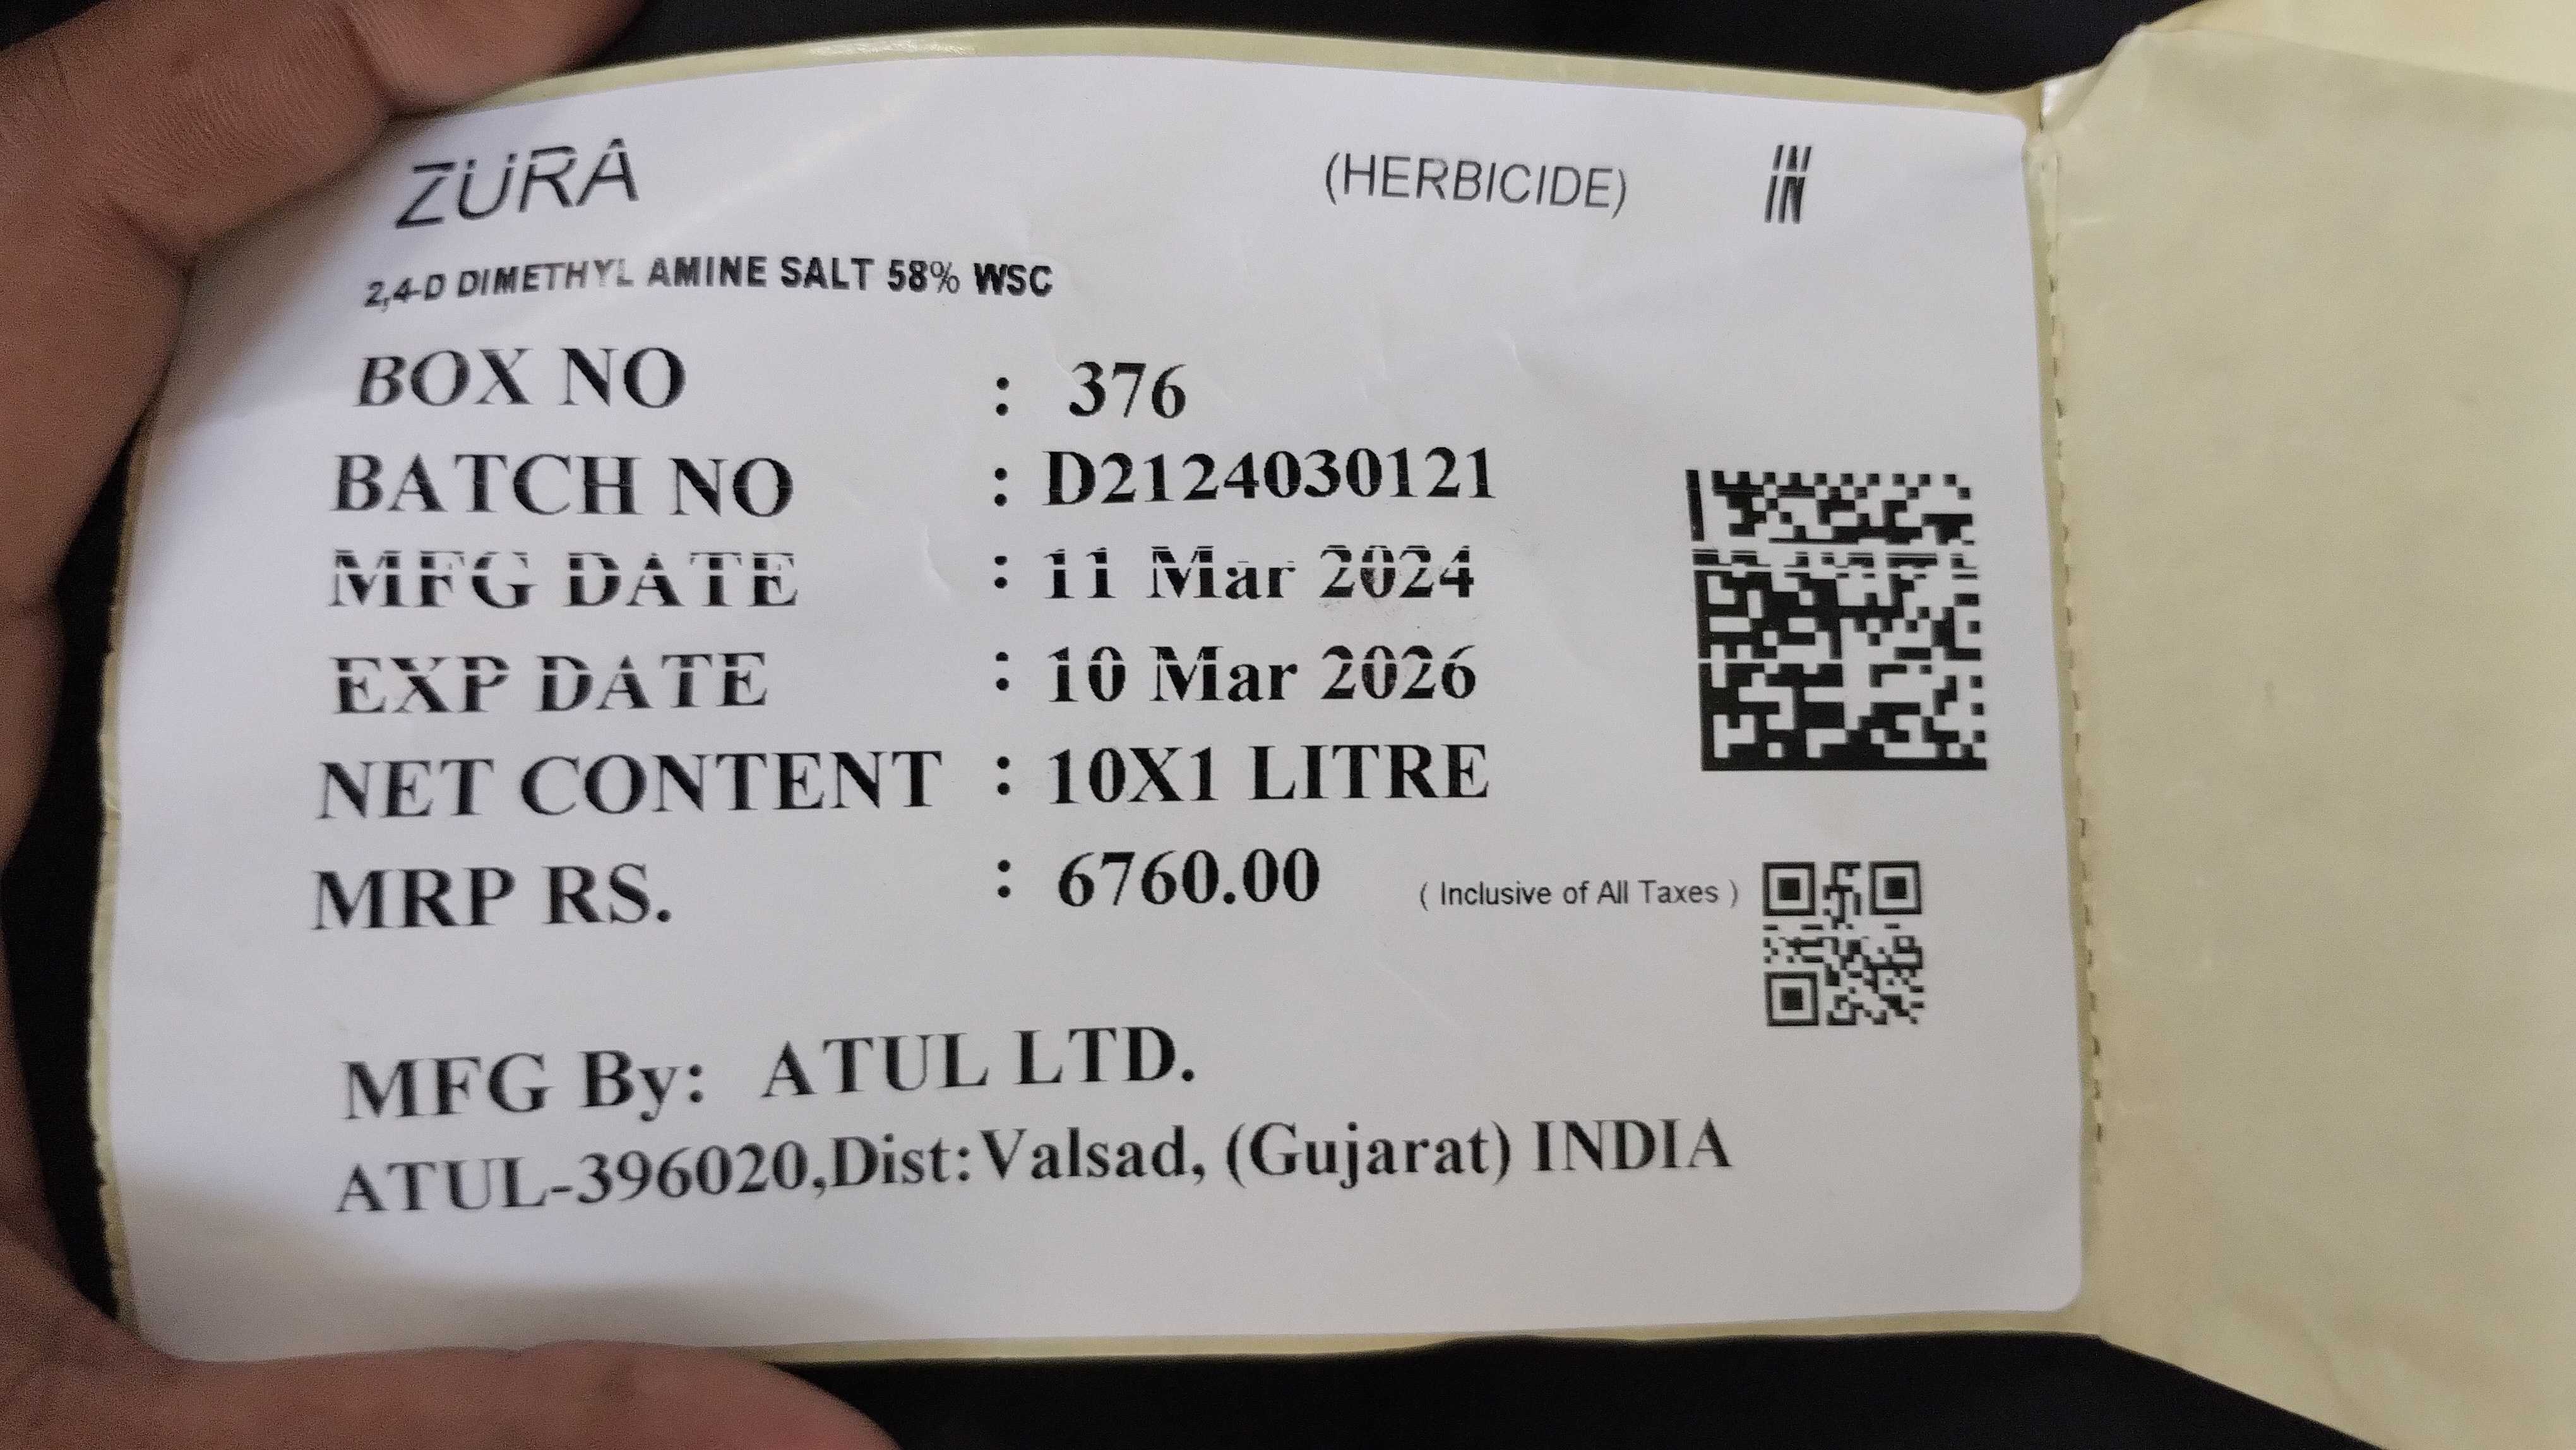 ZURA (HERBICIDE) IN
2,4-D DIMETHYL AMINE SALT 58% WSC
BOX NO : 376
BATCH NO : D2124030121
MFG DATE : 11 Mar 2024
EXP DATE : 10 Mar 2026
NET CONTENT : 10X1 LITRE
MRP RS. : 6760.00 ( Inclusive of All Taxes )
MFG By: ATUL LTD.
ATUL-396020,Dist:Valsad, (Gujarat) INDIA